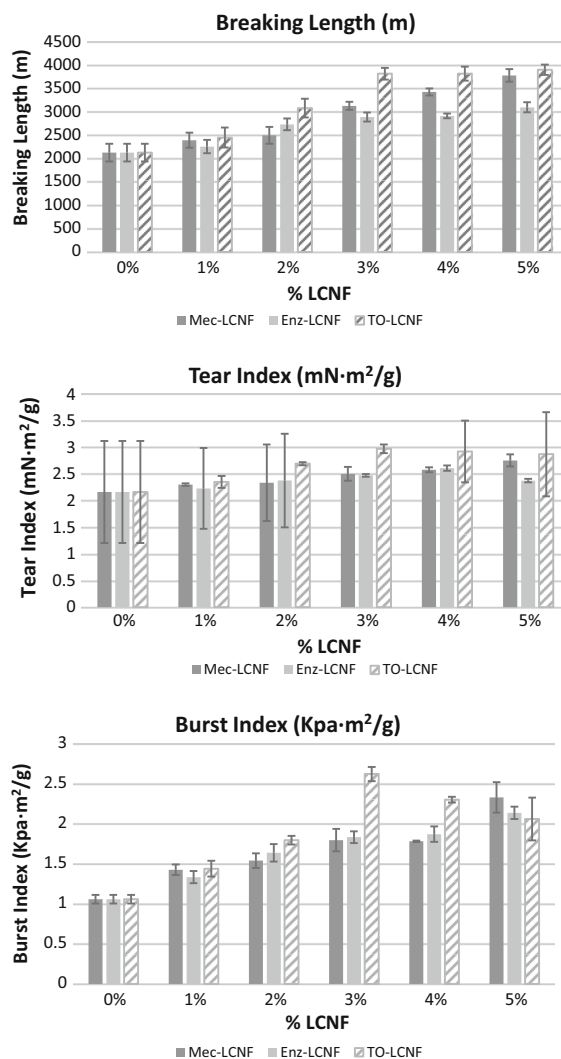 Breaking Length (m)
Breaking Length (m)
4500
4000
3500
3000
2500
2000
1500
1000
500
0
0% 1% 2% 3% 4% 5%
% LCNF
Mec-LCNF Enz-LCNF TO-LCNF
Tear Index (mN·m²/g)
Tear Index (mN·m²/g)
4
3.5
3
2.5
2
1.5
1
0.5
0
0% 1% 2% 3% 4% 5%
% LCNF
Mec-LCNF Enz-LCNF TO-LCNF
Burst Index (Kpa·m²/g)
Burst Index (Kpa·m²/g)
3
2.5
2
1.5
1
0.5
0
0% 1% 2% 3% 4% 5%
% LCNF
Mec-LCNF Enz-LCNF TO-LCNF